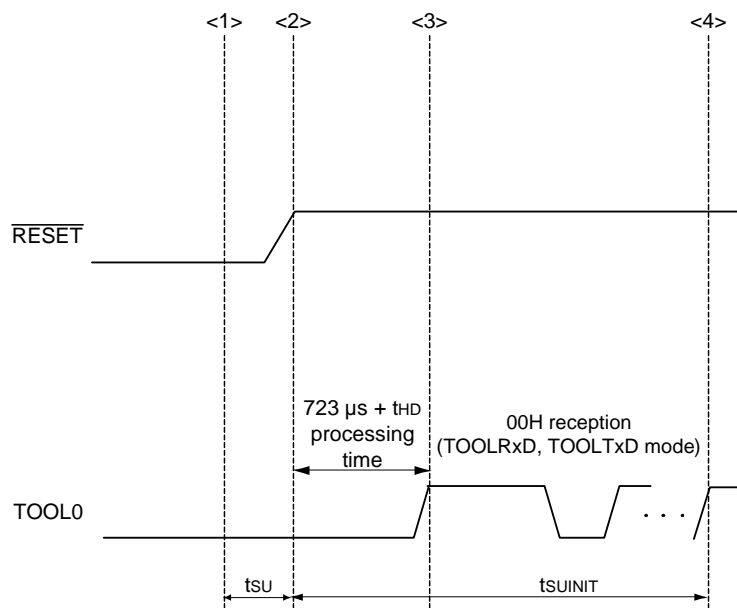 <1> <2> <3> <4>
RESET
723 µs + tHD
processing
time
00H reception
(TOOLRxD, TOOLTxD mode)
TOOL0
. . .
tSU tSUINIT